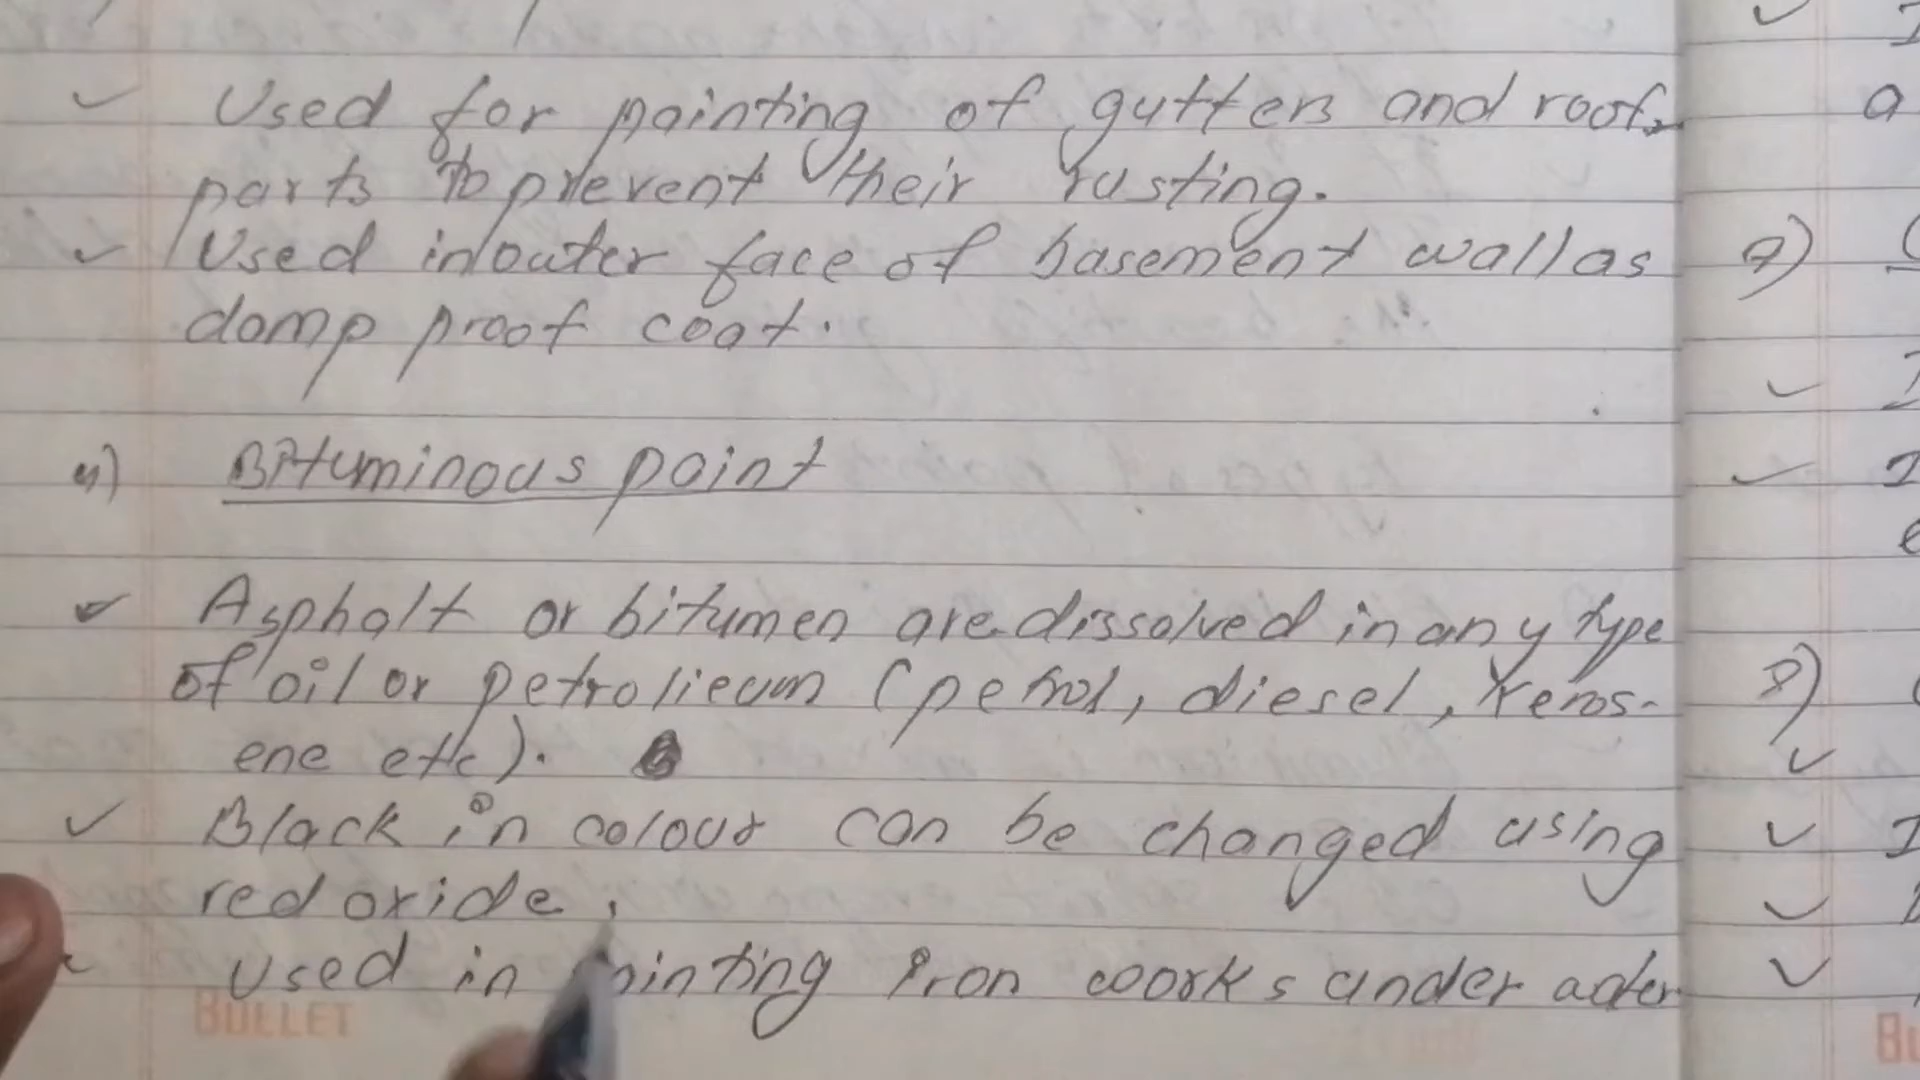 ✓ Used for painting of gutters and roof
parts to prevent their rusting.
✓ Used in outer face of basement wall as
damp proof coat.
4) Bituminous paint
✓ Asphalt or bitumen are dissolved in any type
of oil or petrolieum (petrol, diesel, keros-
ene etc).
✓ Black in colour can be changed using
red oxide.
Used in painting iron works under
BULLET
a
7)
8)